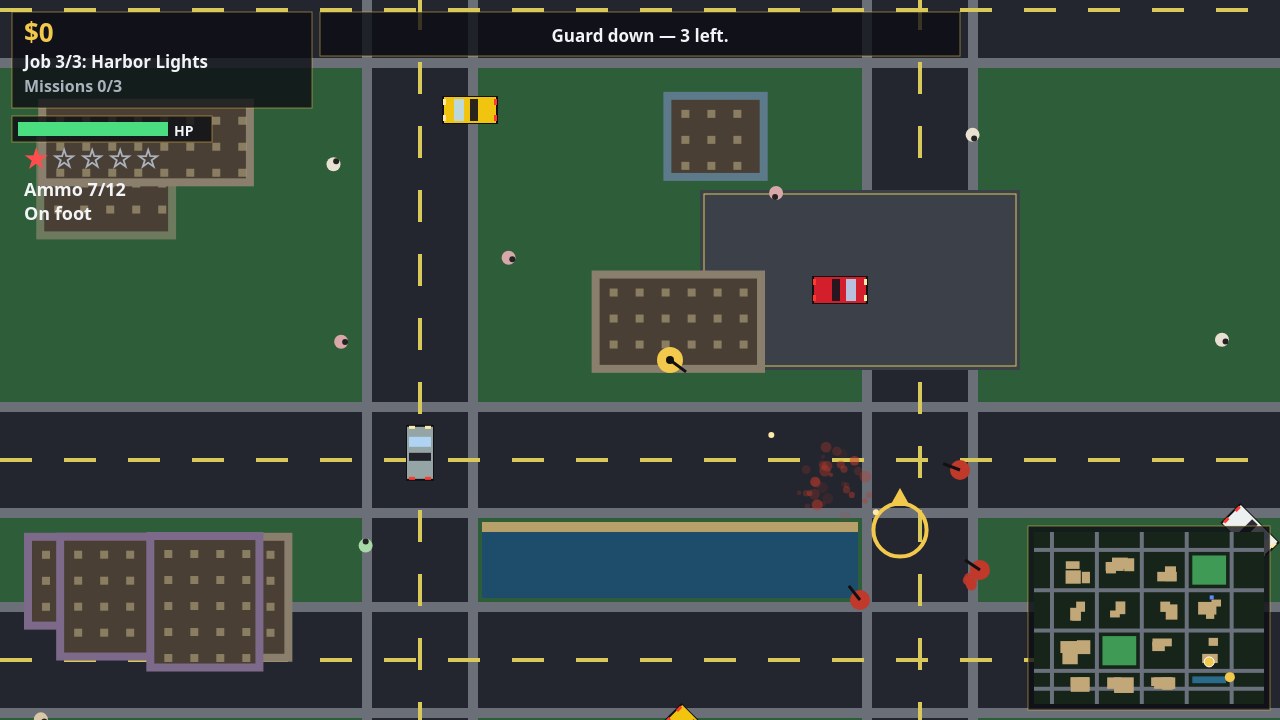 $0
Job 3/3: Harbor Lights
Missions 0/3
HP
Ammo 7/12
On foot
Guard down — 3 left.